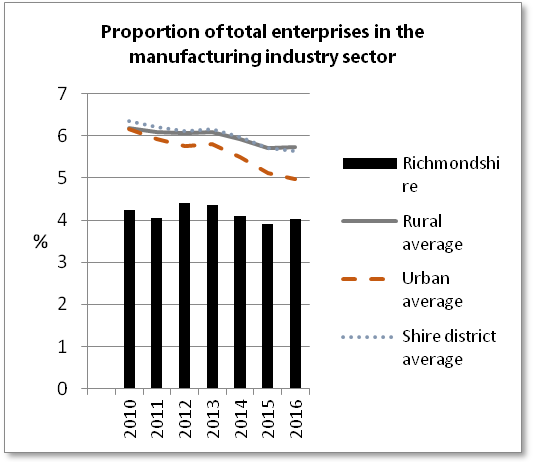 Proportion of total enterprises in the
manufacturing industry sector
7
6
5
4
3
2
1
0
%
2010
2011
2012
2013
2014
2015
2016
Richmondshi
re
Rural
average
Urban
average
Shire district
average